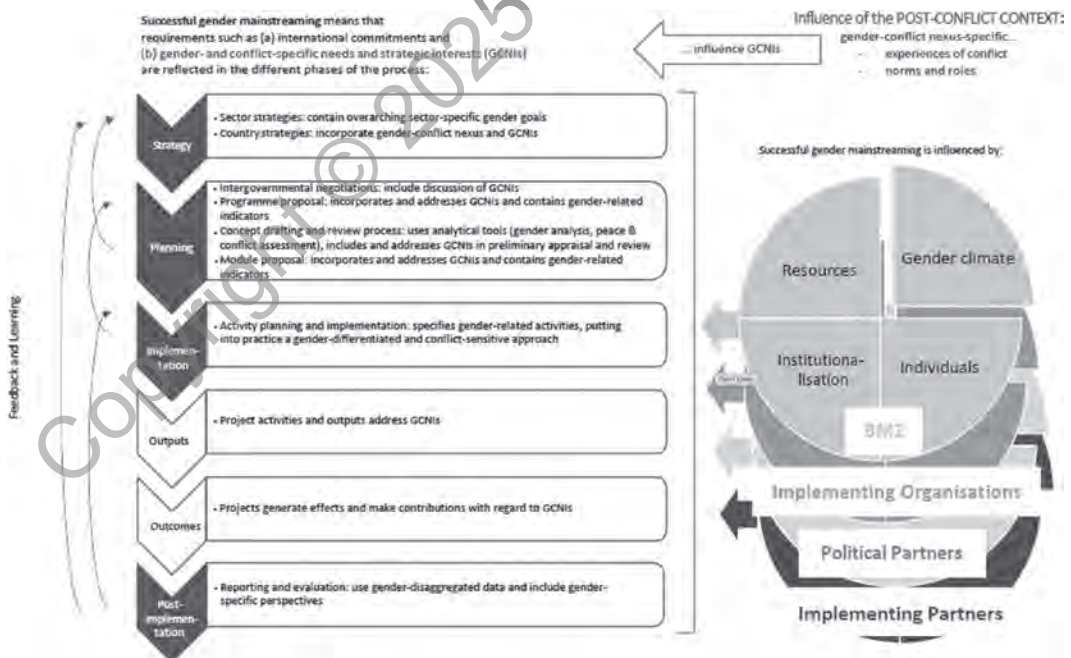 Successful gender mainstreaming means that
requirements such as (a) international commitments and
(b) gender- and conflict-specific needs and strategic interests (GCNIs)
are reflected in the different phases of the process:
... influence GCNIs
Influence of the POST-CONFLICT CONTEXT:
gender-conflict nexus-specific...
- experiences of conflict
- norms and roles
Feedback and Learning
Strategy
• Sector strategies: contain overarching sector-specific gender goals
• Country strategies: incorporate gender-conflict nexus and GCNIs
Planning
• Intergovernmental negotiations: include discussion of GCNIs
• Programme proposal: incorporates and addresses GCNIs and contains gender-related
indicators
• Concept drafting and review process: uses analytical tools (gender analysis, peace &
conflict assessment), includes and addresses GCNIs in preliminary appraisal and review
• Module proposal: incorporates and addresses GCNIs and contains gender-related
indicators
Implemen-
tation
• Activity planning and implementation: specifies gender-related activities, putting
into practice a gender-differentiated and conflict-sensitive approach
Outputs
• Project activities and outputs address GCNIs
Outcomes
• Projects generate effects and make contributions with regard to GCNIs
Post-
implemen-
tation
• Reporting and evaluation: use gender-disaggregated data and include gender-
specific perspectives
Successful gender mainstreaming is influenced by:
Resources
Gender climate
Institutiona-
lisation
Individuals
BMZ
Implementing Organisations
Political Partners
Implementing Partners
Copyright © 2025